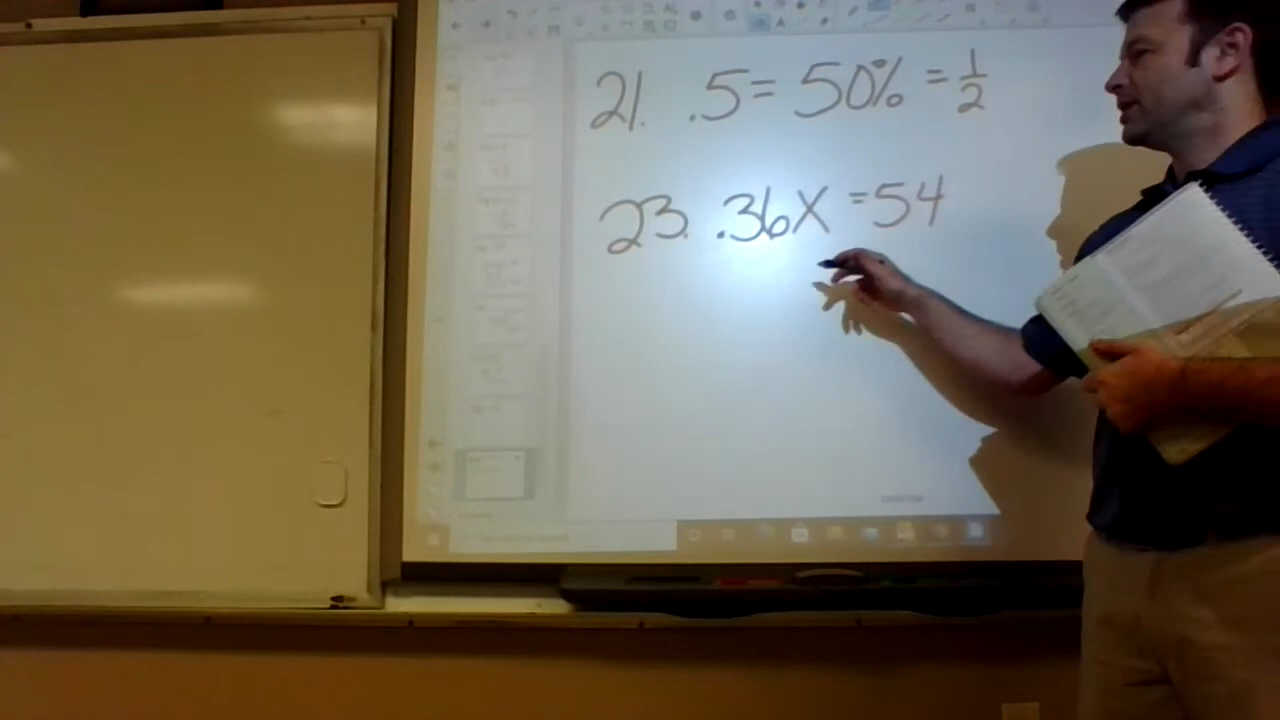 21. .5 = 50% = 1/2
23. .36X = 54